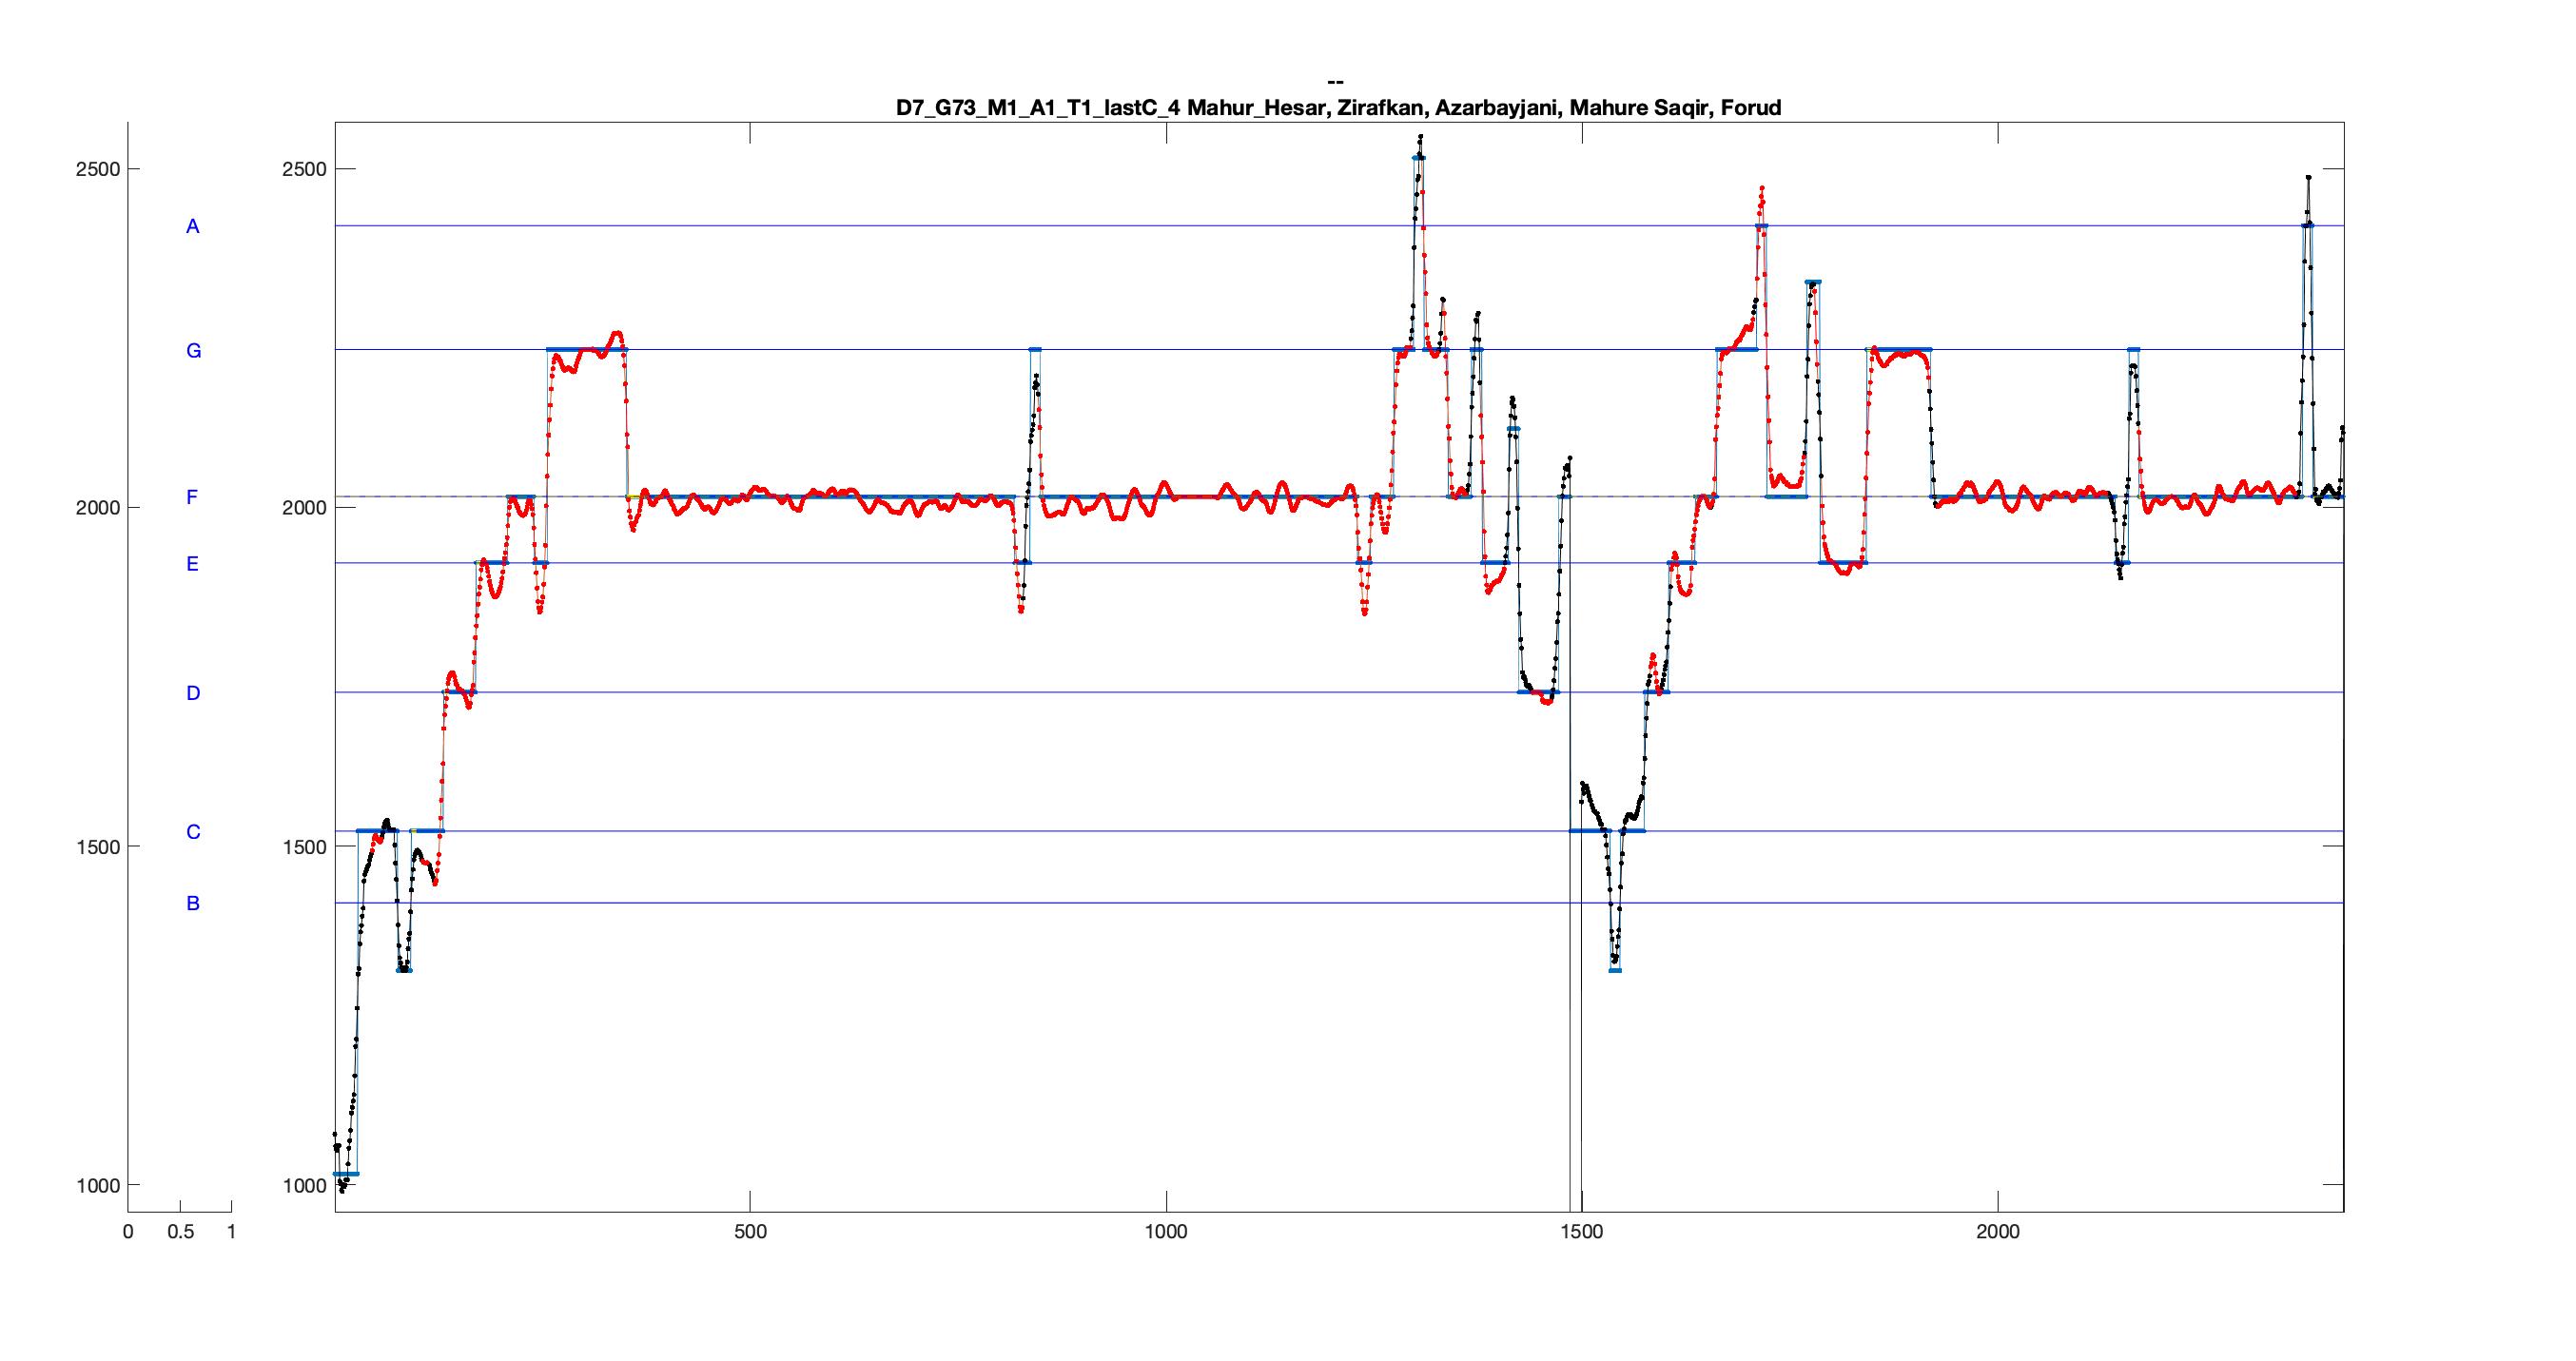 --
D7_G73_M1_A1_T1_lastC_4 Mahur_Hesar, Zirafkan, Azarbayjani, Mahure Saqir, Forud
2500
2000
1500
1000
0 0.5 1
A
G
F
E
D
C
B
2500
2000
1500
1000
500 1000 1500 2000